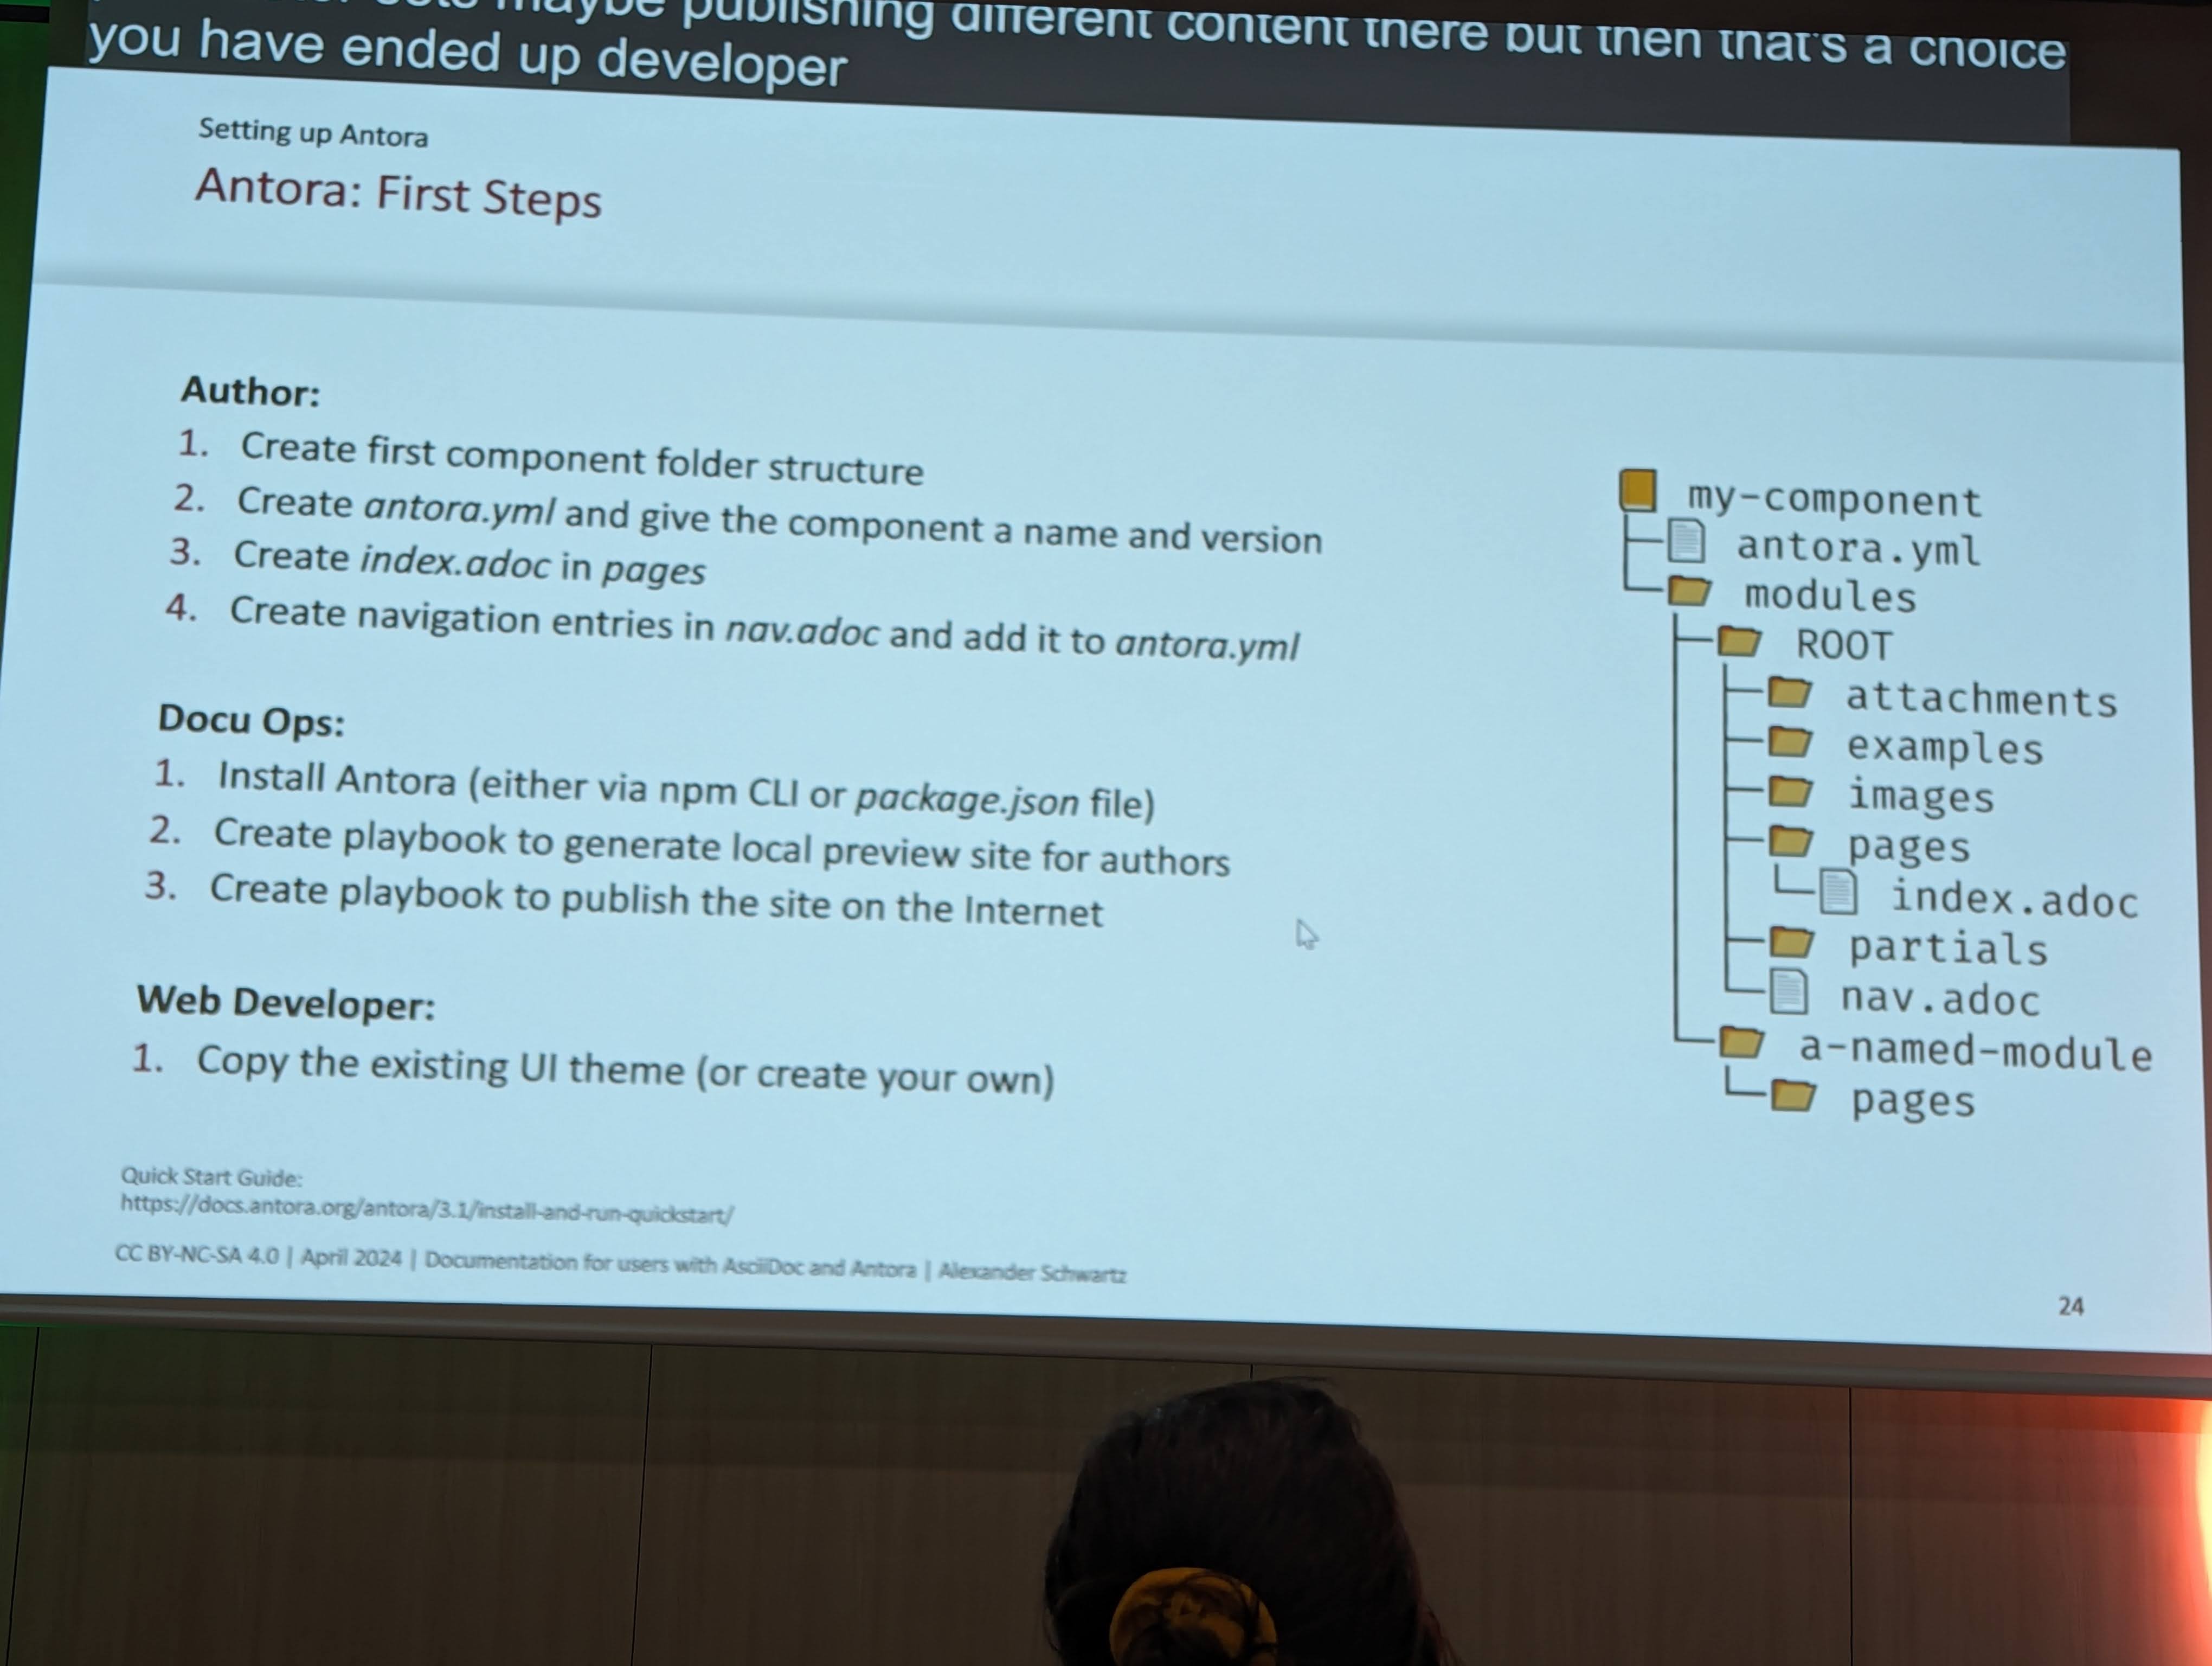 maybe publishing different content there but then that's a choice
you have ended up developer
Setting up Antora
Antora: First Steps
Author:
1. Create first component folder structure
2. Create antora.yml and give the component a name and version
3. Create index.adoc in pages
4. Create navigation entries in nav.adoc and add it to antora.yml
Docu Ops:
1. Install Antora (either via npm CLI or package.json file)
2. Create playbook to generate local preview site for authors
3. Create playbook to publish the site on the Internet
Web Developer:
1. Copy the existing UI theme (or create your own)
my-component
antora.yml
modules
ROOT
attachments
examples
images
pages
index.adoc
partials
nav.adoc
a-named-module
pages
Quick Start Guide:
https://docs.antora.org/antora/3.1/install-and-run-quickstart/
CC BY-NC-SA 4.0 | April 2024 | Documentation for users with AsciiDoc and Antora | Alexander Schwartz
24